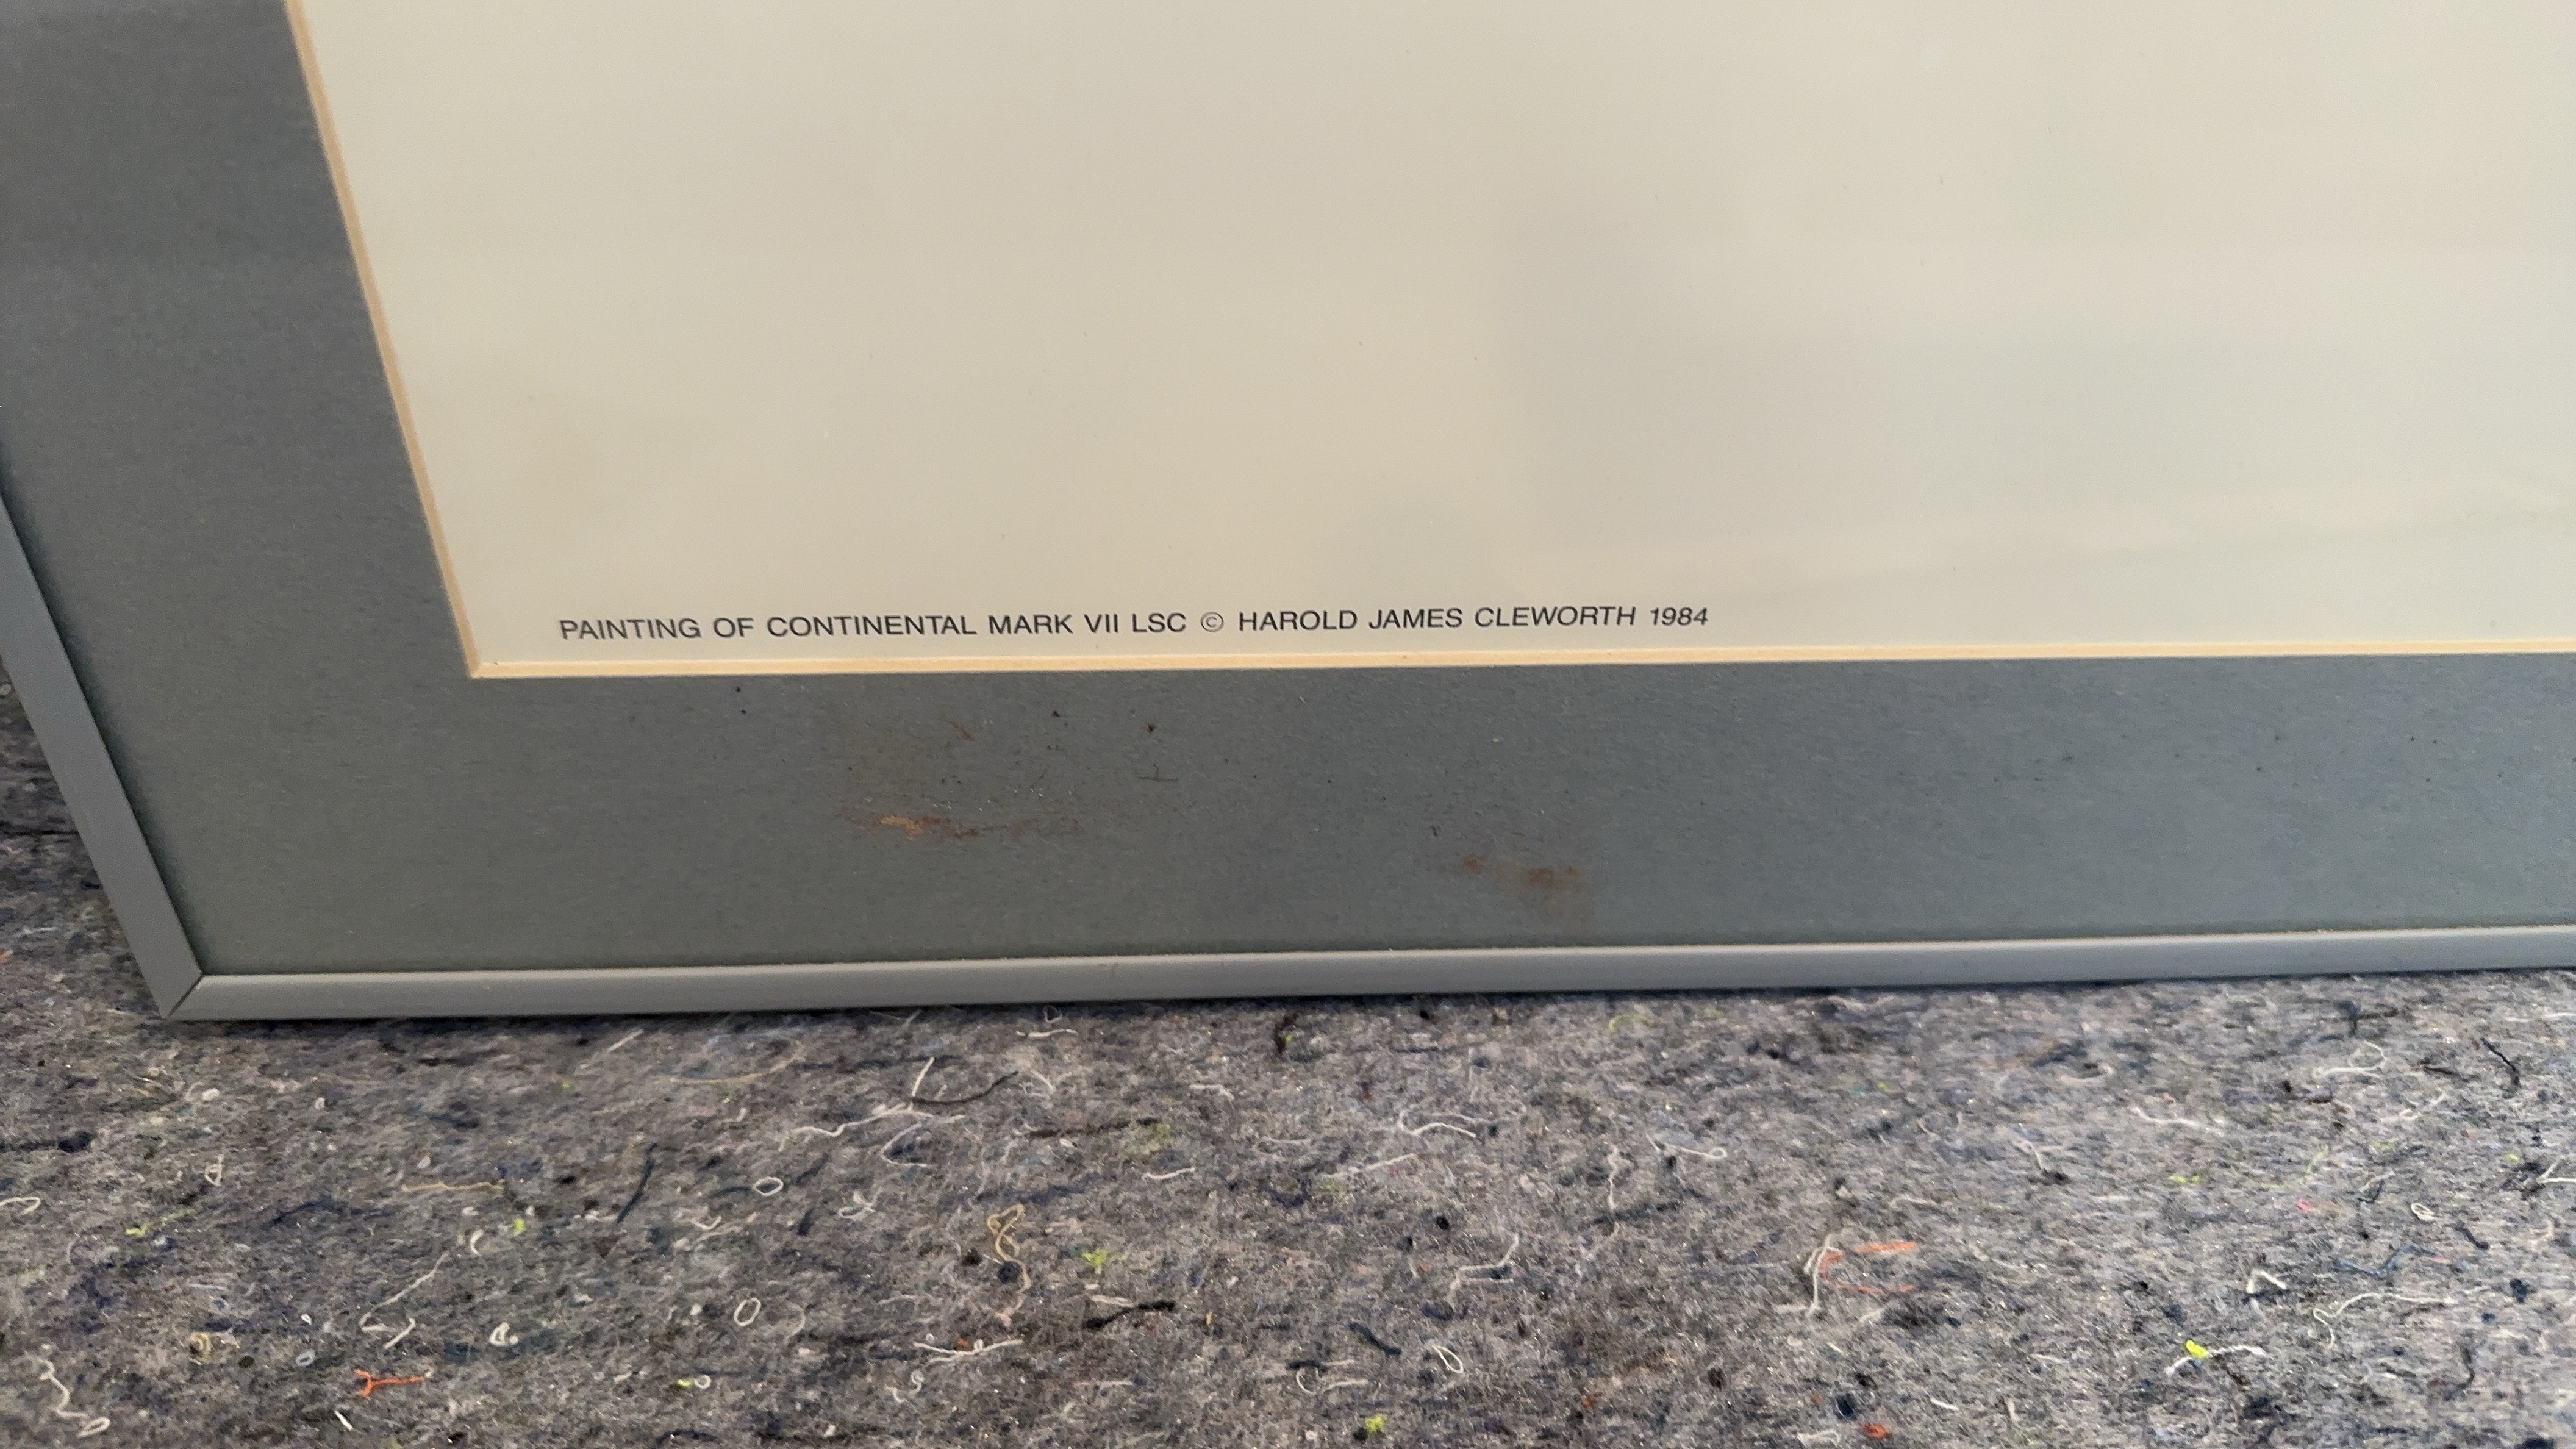 PAINTING OF CONTINENTAL MARK VII LSC © HAROLD JAMES CLEWORTH 1984